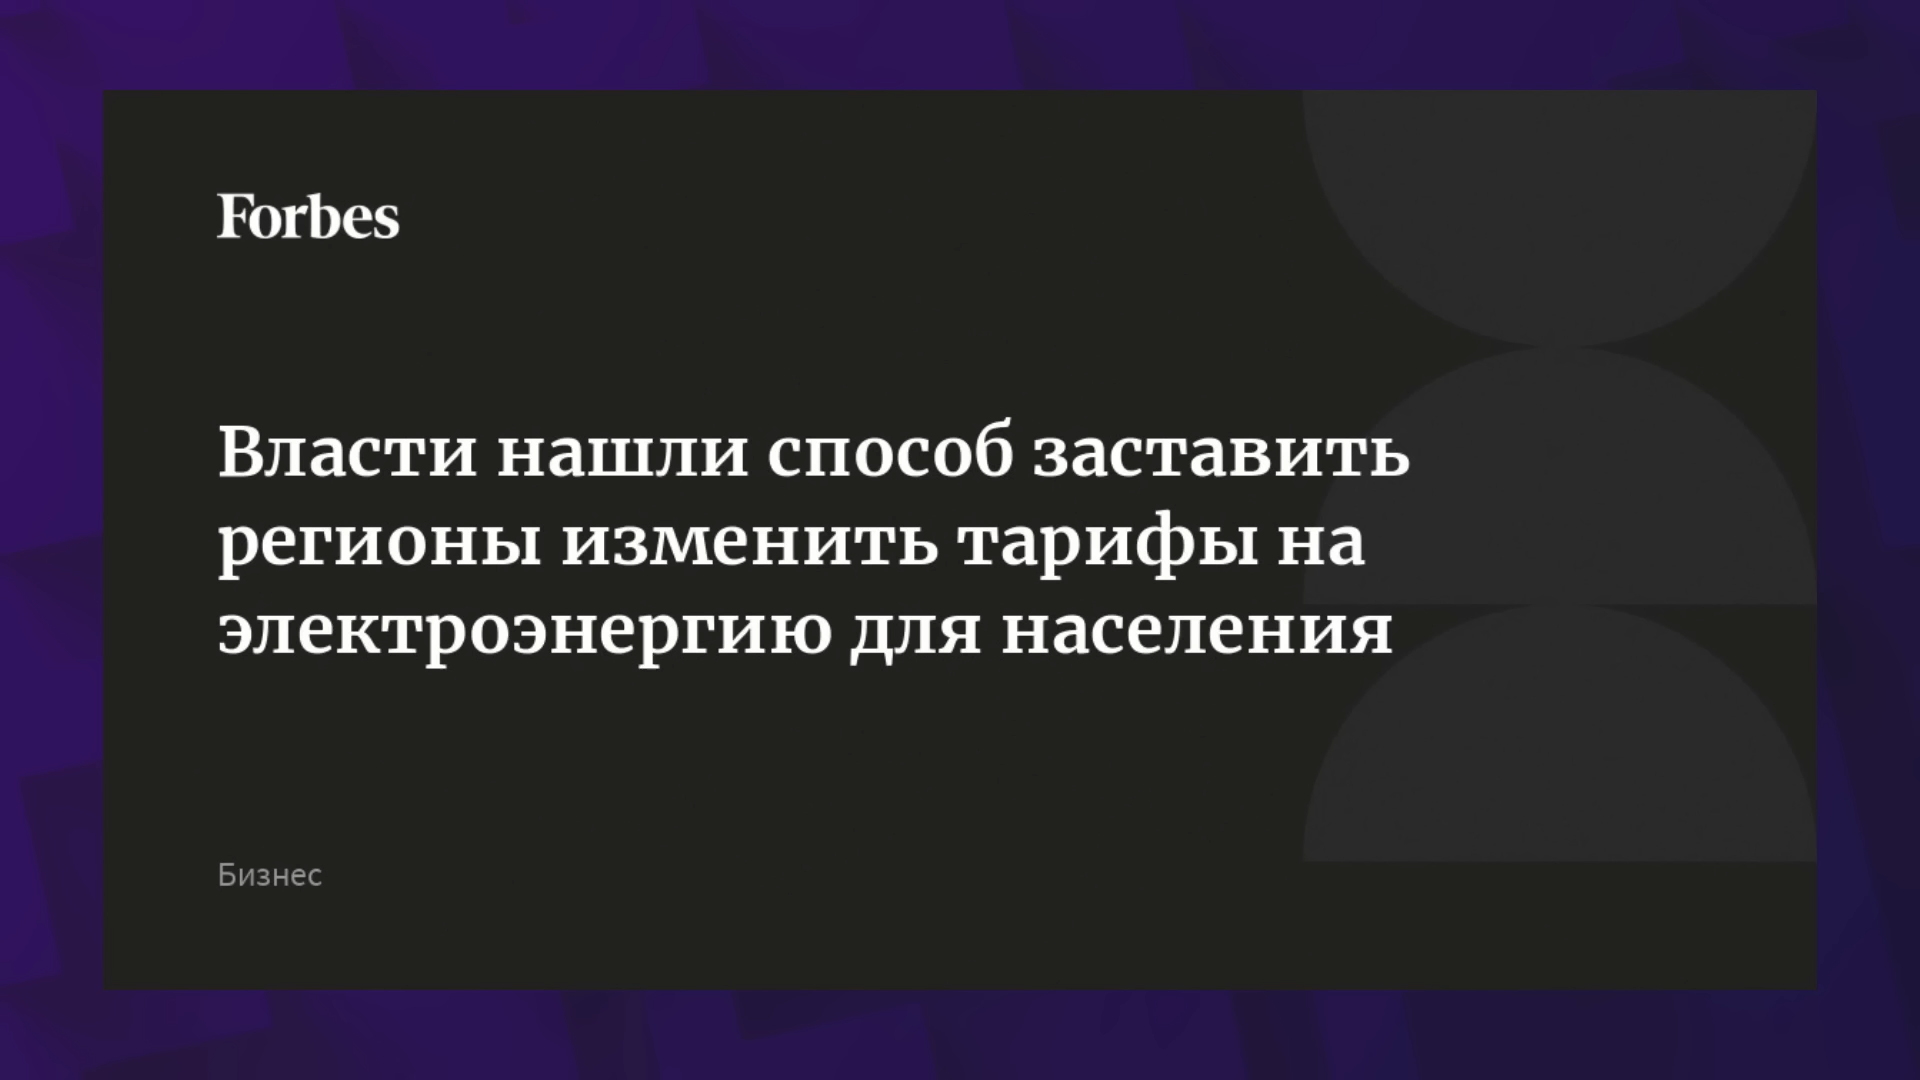 Forbes
Власти нашли способ заставить
регионы изменить тарифы на
электроэнергию для населения
Бизнес